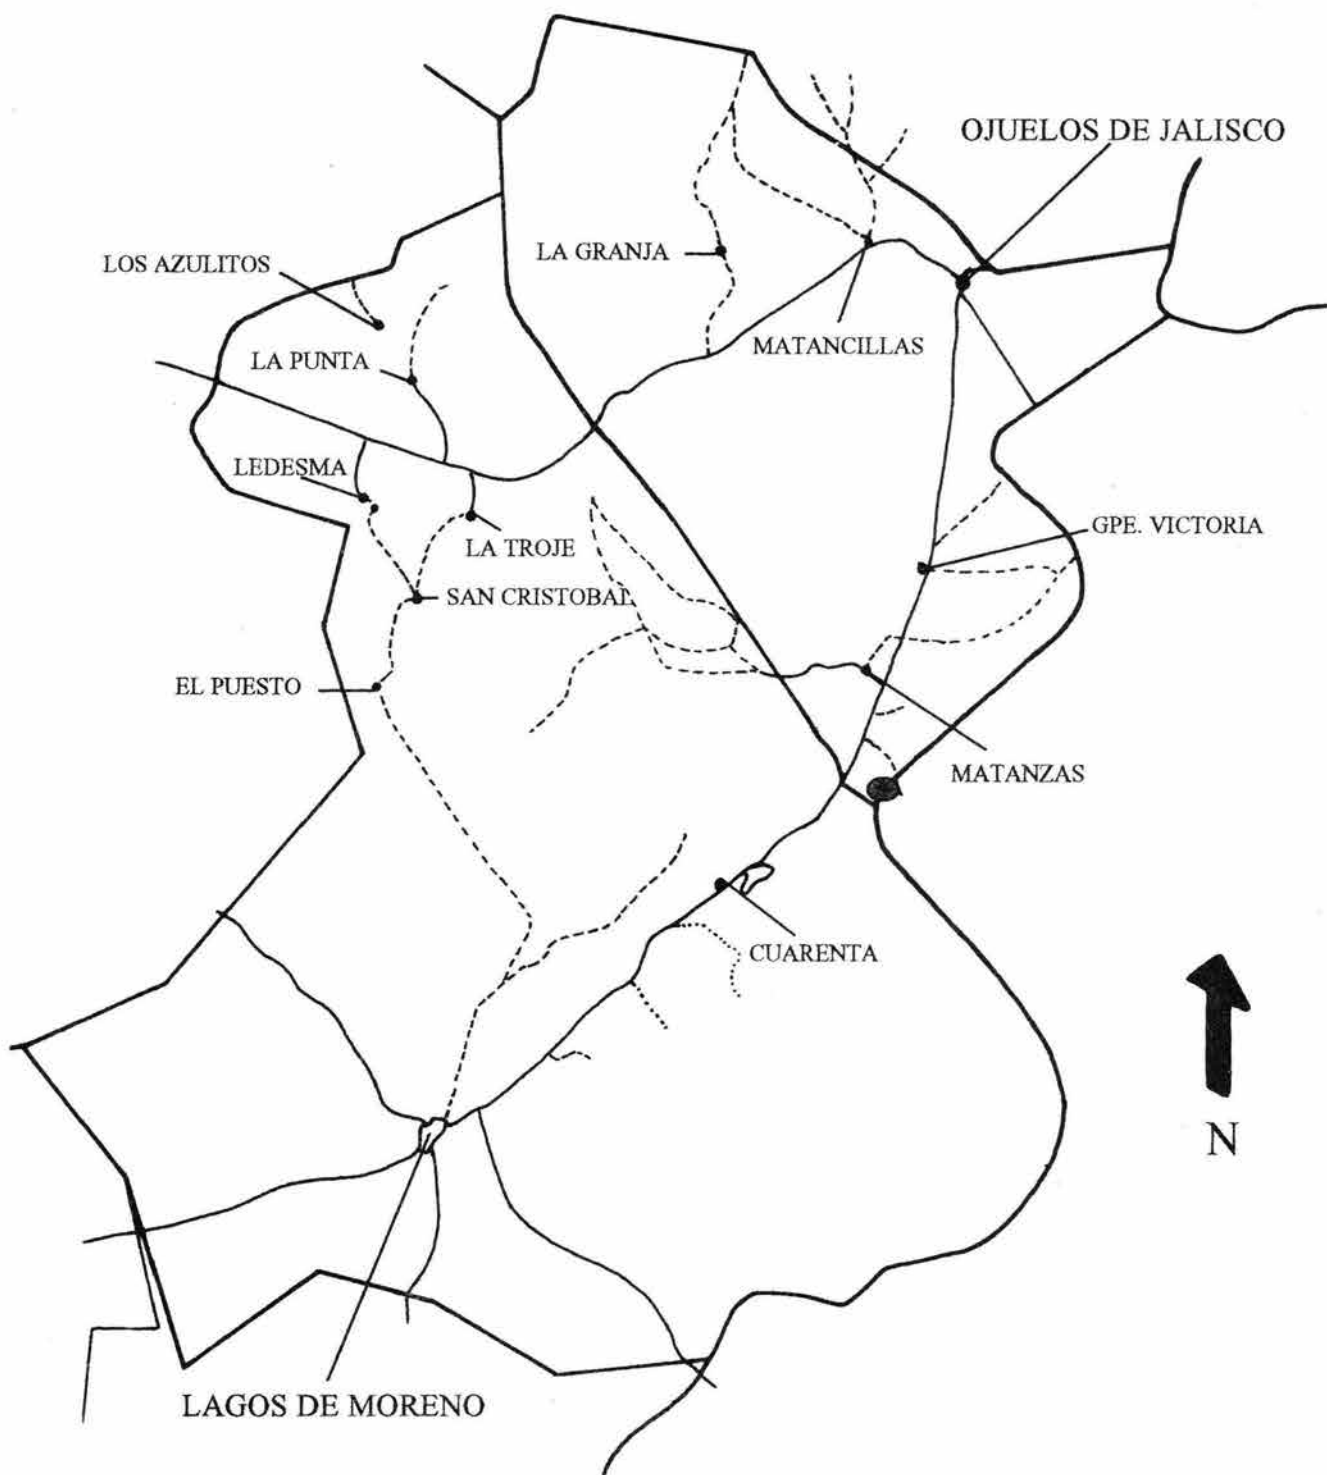 OJUELOS DE JALISCO
LA GRANJA
LOS AZULITOS
MATANCILLAS
LA PUNTA
LEDESMA
GPE. VICTORIA
LA TROJE
SAN CRISTOBAL
EL PUESTO
MATANZAS
CUARENTA
N
LAGOS DE MORENO